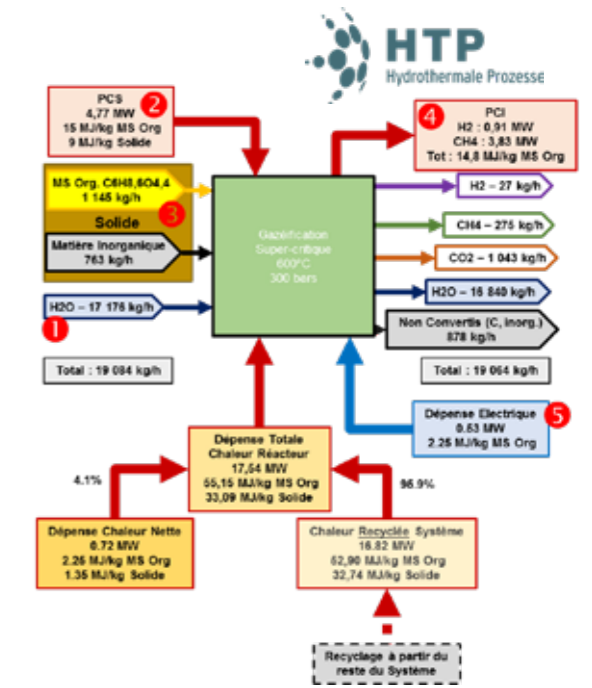 HTP
Hydrothermale Prozesse
PCS
4,77 MW
15 MJ/kg MS Org
9 MJ/kg Solide
2
4
PCI
H2 : 0,91 MW
CH4 : 3,83 MW
Tot : 14,8 MJ/kg MS Org
MS Org. C6H8,6O4,4
1 145 kg/h
3
Solide
Matière Inorganique
763 kg/h
H2O – 17 176 kg/h
1
Total : 19 084 kg/h
Gazéification
Super-critique
600°C
300 bars
H2 – 27 kg/h
CH4 – 275 kg/h
CO2 – 1 043 kg/h
H2O – 16 840 kg/h
Non Convertis (C, inorg.)
878 kg/h
Total : 19 064 kg/h
Dépense Electrique
0.53 MW
2.25 MJ/kg MS Org
5
Dépense Totale
Chaleur Réacteur
17,54 MW
55,15 MJ/kg MS Org
33,09 MJ/kg Solide
4.1%
95.9%
Dépense Chaleur Nette
0.72 MW
2.25 MJ/kg MS Org
1.35 MJ/kg Solide
Chaleur Recyclée Système
16.82 MW
52,90 MJ/kg MS Org
32,74 MJ/kg Solide
Recyclage à partir du
reste du Système